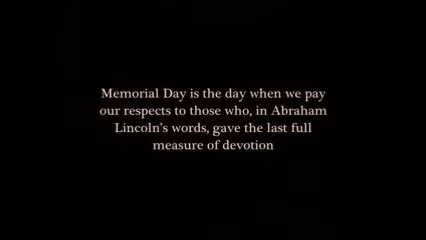 Memorial Day is the day when we pay
our respects to those who, in Abraham
Lincoln's words, gave the last full
measure of devotion